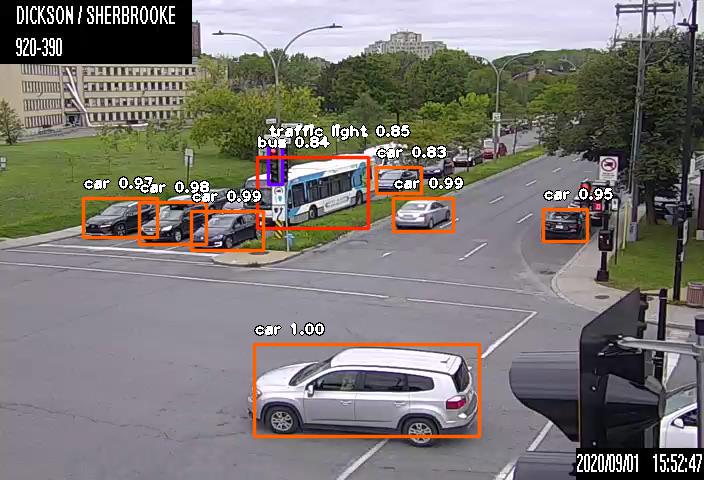 DICKSON / SHERBROOKE
920-390
traffic light 0.85
bus 0.84
car 0.83
car 0.97
car 0.98
car 0.99
car 0.99
car 0.95
car 1.00
2020/09/01 15:52:47